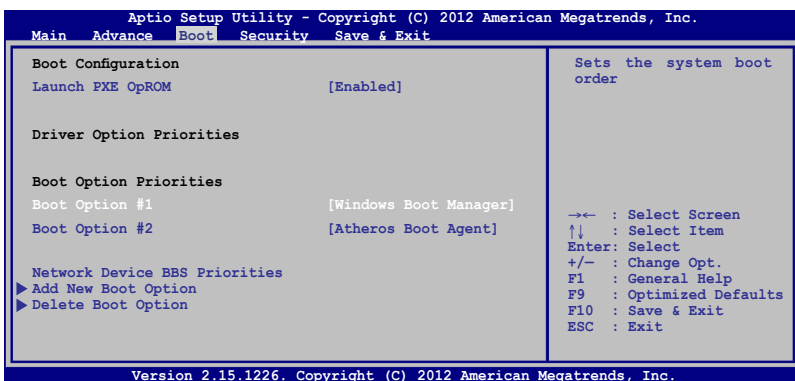 Aptio Setup Utility - Copyright (C) 2012 American Megatrends, Inc.
Main Advance Boot Security Save & Exit
Boot Configuration
Launch PXE OpROM [Enabled]
Driver Option Priorities
Boot Option Priorities
Boot Option #1 [Windows Boot Manager]
Boot Option #2 [Atheros Boot Agent]
Network Device BBS Priorities
Add New Boot Option
Delete Boot Option
Sets the system boot
order
→← : Select Screen
↑↓ : Select Item
Enter: Select
+/— : Change Opt.
F1 : General Help
F9 : Optimized Defaults
F10 : Save & Exit
ESC : Exit
Version 2.15.1226. Copyright (C) 2012 American Megatrends, Inc.